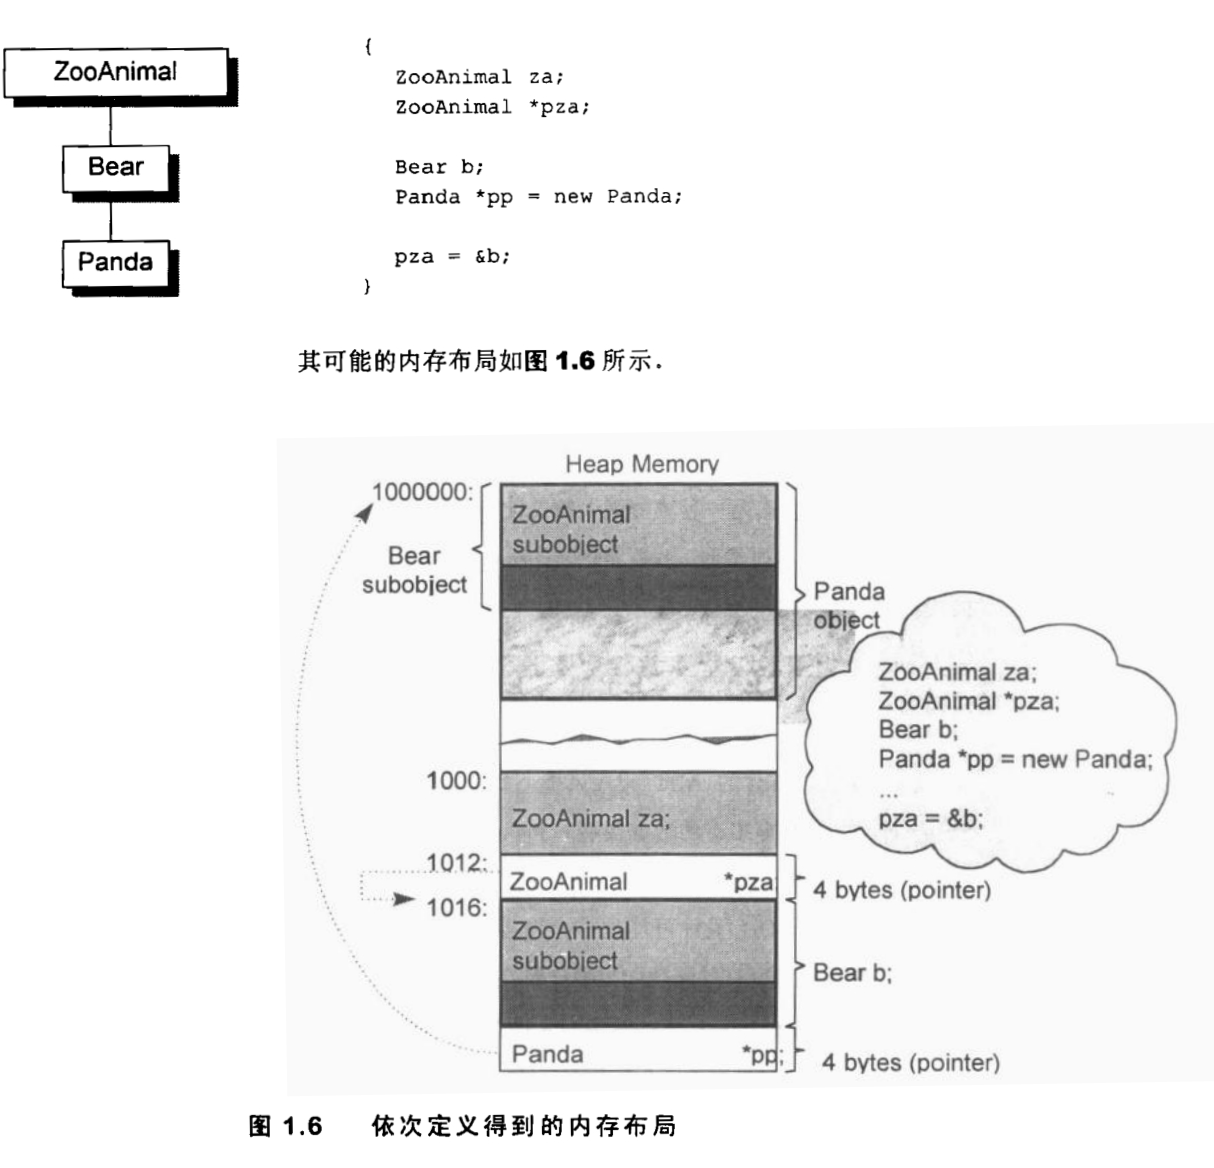 ZooAnimal
Bear
Panda
{
ZooAnimal za;
ZooAnimal *pza;
Bear b;
Panda *pp = new Panda;
pza = &b;
}
其可能的内存布局如图 1.6 所示.
Heap Memory
1000000:
ZooAnimal
subobject
Bear
subobject
Panda
object
ZooAnimal za;
ZooAnimal *pza;
Bear b;
Panda *pp = new Panda;
...
pza = &b;
1000:
ZooAnimal za;
1012:
ZooAnimal *pza
4 bytes (pointer)
1016:
ZooAnimal
subobject
Bear b;
Panda *pp;
4 bytes (pointer)
图 1.6 依次定义得到的内存布局